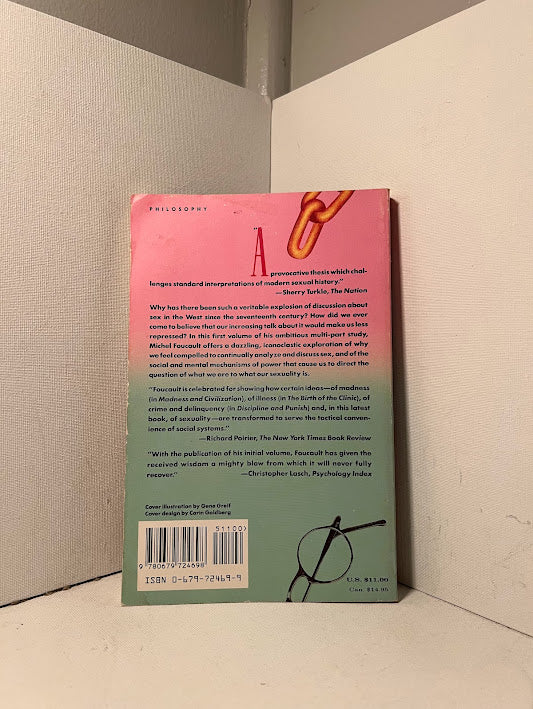 PHILOSOPHY
"A provocative thesis which chal-
lenges standard interpretations of modern sexual history."
—Sherry Turkle, The Nation
Why has there been such a veritable explosion of discussion about
sex in the West since the seventeenth century? How did we ever
come to believe that our increasing talk about it would make us less
repressed? In this first volume of his ambitious multi-part study,
Michel Foucault offers a dazzling, iconoclastic exploration of why
we feel compelled to continually analyze and discuss sex, and of the
social and mental mechanisms of power that cause us to direct the
question of what we are to what our sexuality is.
"Foucault is celebrated for showing how certain ideas—of madness
(in Madness and Civilization), of illness (in The Birth of the Clinic), of
crime and delinquency (in Discipline and Punish) and, in this latest
book, of sexuality—are transformed to serve the tactical conven-
ience of social systems."
—Richard Poirier, The New York Times Book Review
"With the publication of his initial volume, Foucault has given the
received wisdom a mighty blow from which it will never fully
recover."
—Christopher Lasch, Psychology Index
Cover illustration by Gene Greif
Cover design by Carin Goldberg
51100>
9 780679 724698
ISBN 0-679-72469-9
U.S. $11.00
Can. $14.95